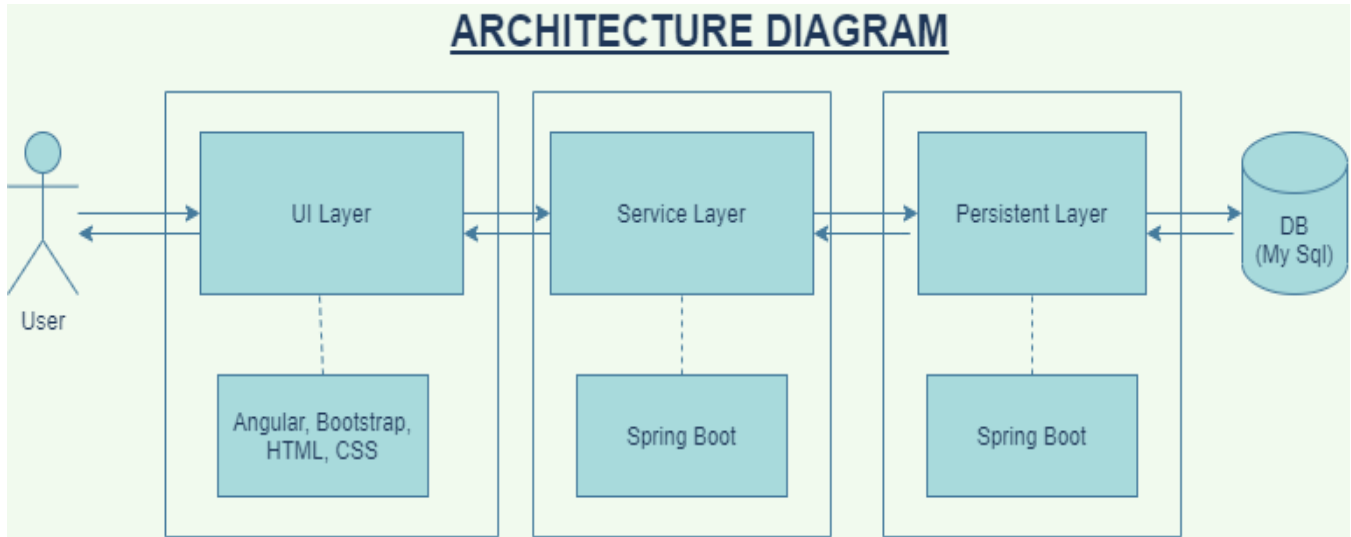 ARCHITECTURE DIAGRAM
UI Layer
Service Layer
Persistent Layer
DB
(My Sql)
User
Angular, Bootstrap,
HTML, CSS
Spring Boot
Spring Boot